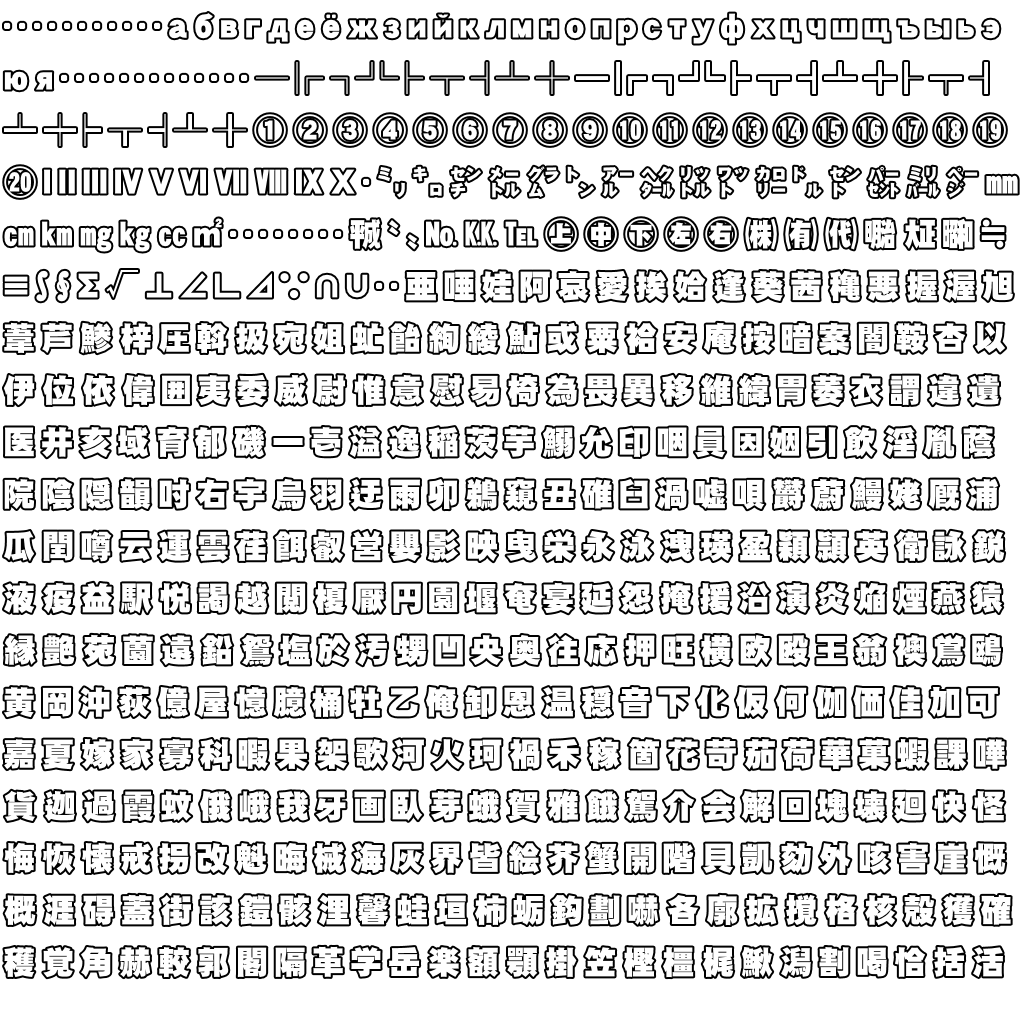 ･･･････････абвгдеёжзийклмнопрстуфхцчшщъыьэ
юя･････････････─│┌┐┘└├┬┤┴┼━┃┏┓┛┗┣┳┫┻╋┠┯┨
┷┿┝┰┥┸╂①②③④⑤⑥⑦⑧⑨⑩⑪⑫⑬⑭⑮⑯⑰⑱⑲
⑳ⅠⅡⅢⅣⅤⅥⅦⅧⅨⅩ･㍉㌔㌢㍍㌘㌧㌃㌶㍑㍗㌍㌦㌣㌫㍊㌻㎜
㎝㎞㎎㎏㏄㎡････････㍻〝〟№㏍℡㊤㊥㊦㊧㊨㈱㈲㈹㍾㍽㍼≒
≡∫∮∑√⊥∠∟⊿∵∩∪･･亜唖娃阿哀愛挨姶逢葵茜穐悪握渥旭
葦芦鯵梓圧斡扱宛姐虻飴絢綾鮎或粟袷安庵按暗案闇鞍杏以
伊位依偉囲夷委威尉惟意慰易椅為畏異移維緯胃萎衣謂違遺
医井亥域育郁磯一壱溢逸稲茨芋鰯允印咽員因姻引飲淫胤蔭
院陰隠韻吋右宇烏羽迂雨卯鵜窺丑碓臼渦嘘唄欝蔚鰻姥厩浦
瓜閏噂云運雲荏餌叡営嬰影映曳栄永泳洩瑛盈穎頴英衛詠鋭
液疫益駅悦謁越閲榎厭円園堰奄宴延怨掩援沿演炎焔煙燕猿
縁艶苑薗遠鉛鴛塩於汚甥凹央奥往応押旺横欧殴王翁襖鴬鴎
黄岡沖荻億屋憶臆桶牡乙俺卸恩温穏音下化仮何伽価佳加可
嘉夏嫁家寡科暇果架歌河火珂禍禾稼箇花苛茄荷華菓蝦課嘩
貨迦過霞蚊俄峨我牙画臥芽蛾賀雅餓駕介会解回塊壊廻快怪
悔恢懐戒拐改魁晦械海灰界皆絵芥蟹開階貝凱劾外咳害崖慨
概涯碍蓋街該鎧骸浬馨蛙垣柿蛎鈎劃嚇各廓拡撹格核殻獲確
穫覚角赫較郭閣隔革学岳楽額顎掛笠樫橿梶鰍潟割喝恰括活